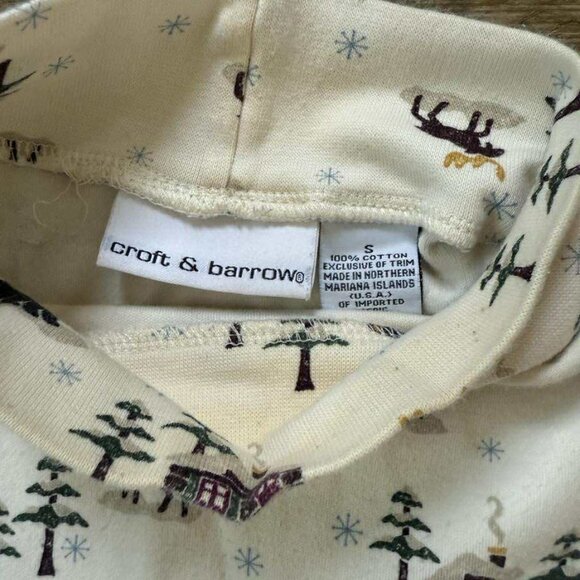 croft & barrow®
S
100% COTTON
EXCLUSIVE OF TRIM
MADE IN NORTHERN
MARIANA ISLANDS
(U.S.A.)
OF IMPORTED